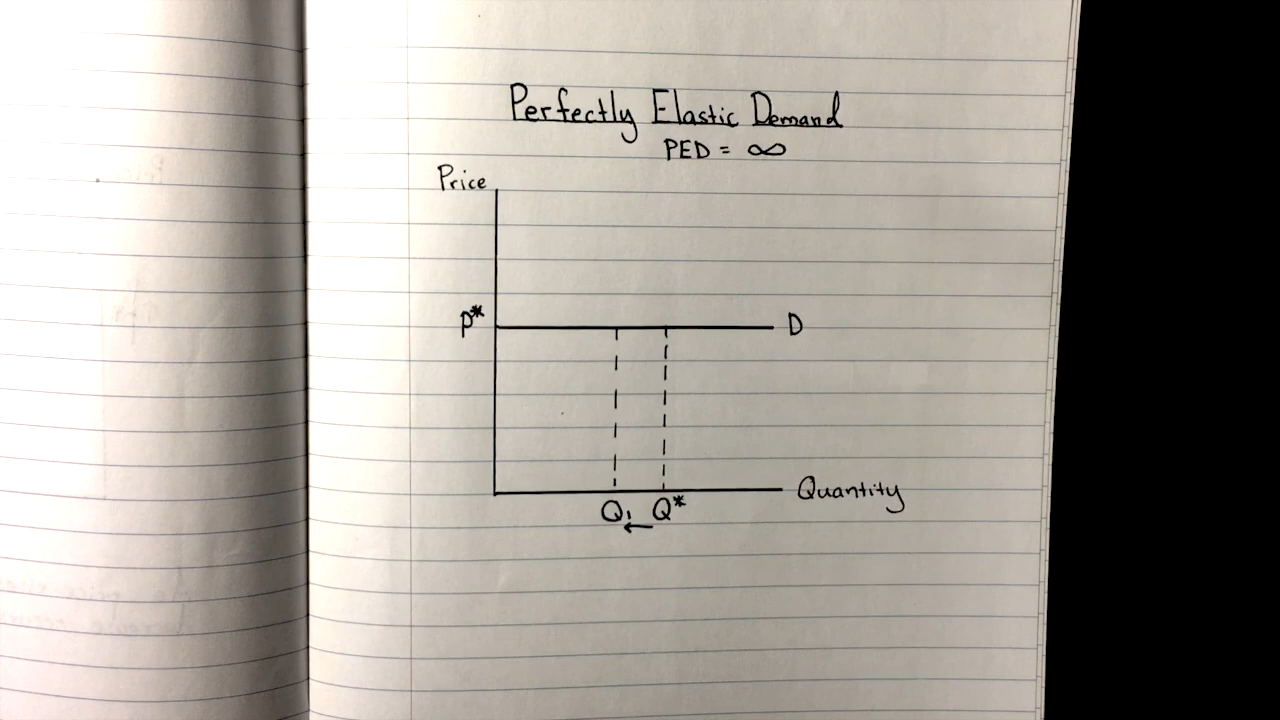 Perfectly Elastic Demand
PED = ∞
Price
P*
D
Quantity
Q₁ ← Q*